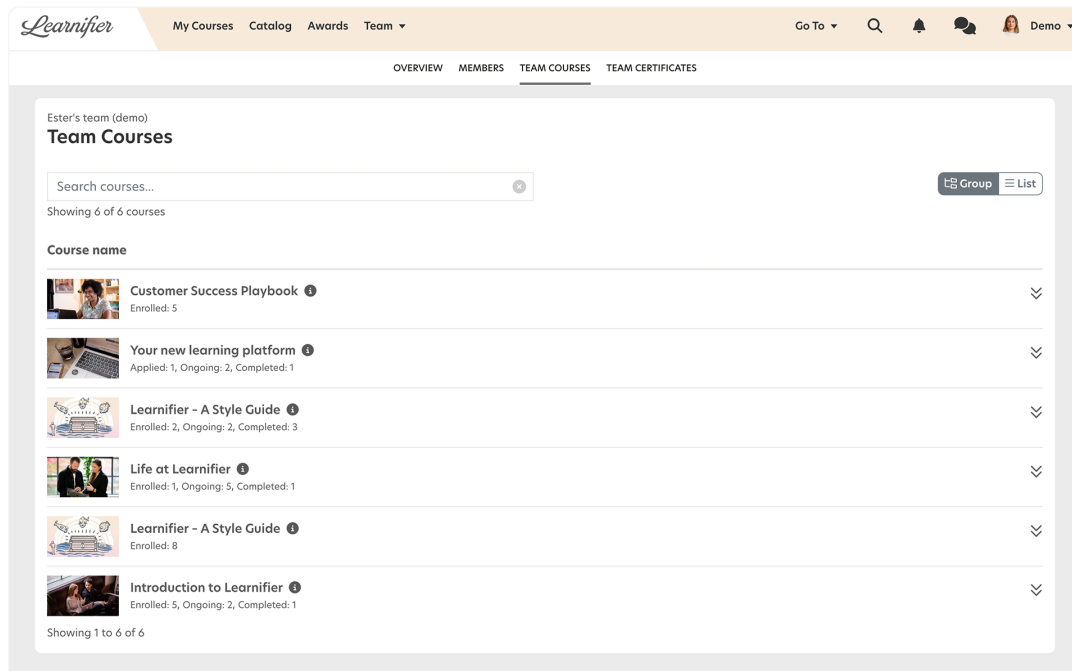 Learnifier
My Courses Catalog Awards Team
Go To
Demo
OVERVIEW MEMBERS TEAM COURSES TEAM CERTIFICATES
Ester's team (demo)
Team Courses
Search courses...
Group List
Showing 6 of 6 courses
Course name
Customer Success Playbook
Enrolled: 5
Your new learning platform
Applied: 1, Ongoing: 2, Completed: 1
Learnifier – A Style Guide
Enrolled: 2, Ongoing: 2, Completed: 3
Life at Learnifier
Enrolled: 1, Ongoing: 5, Completed: 1
Learnifier – A Style Guide
Enrolled: 8
Introduction to Learnifier
Enrolled: 5, Ongoing: 2, Completed: 1
Showing 1 to 6 of 6